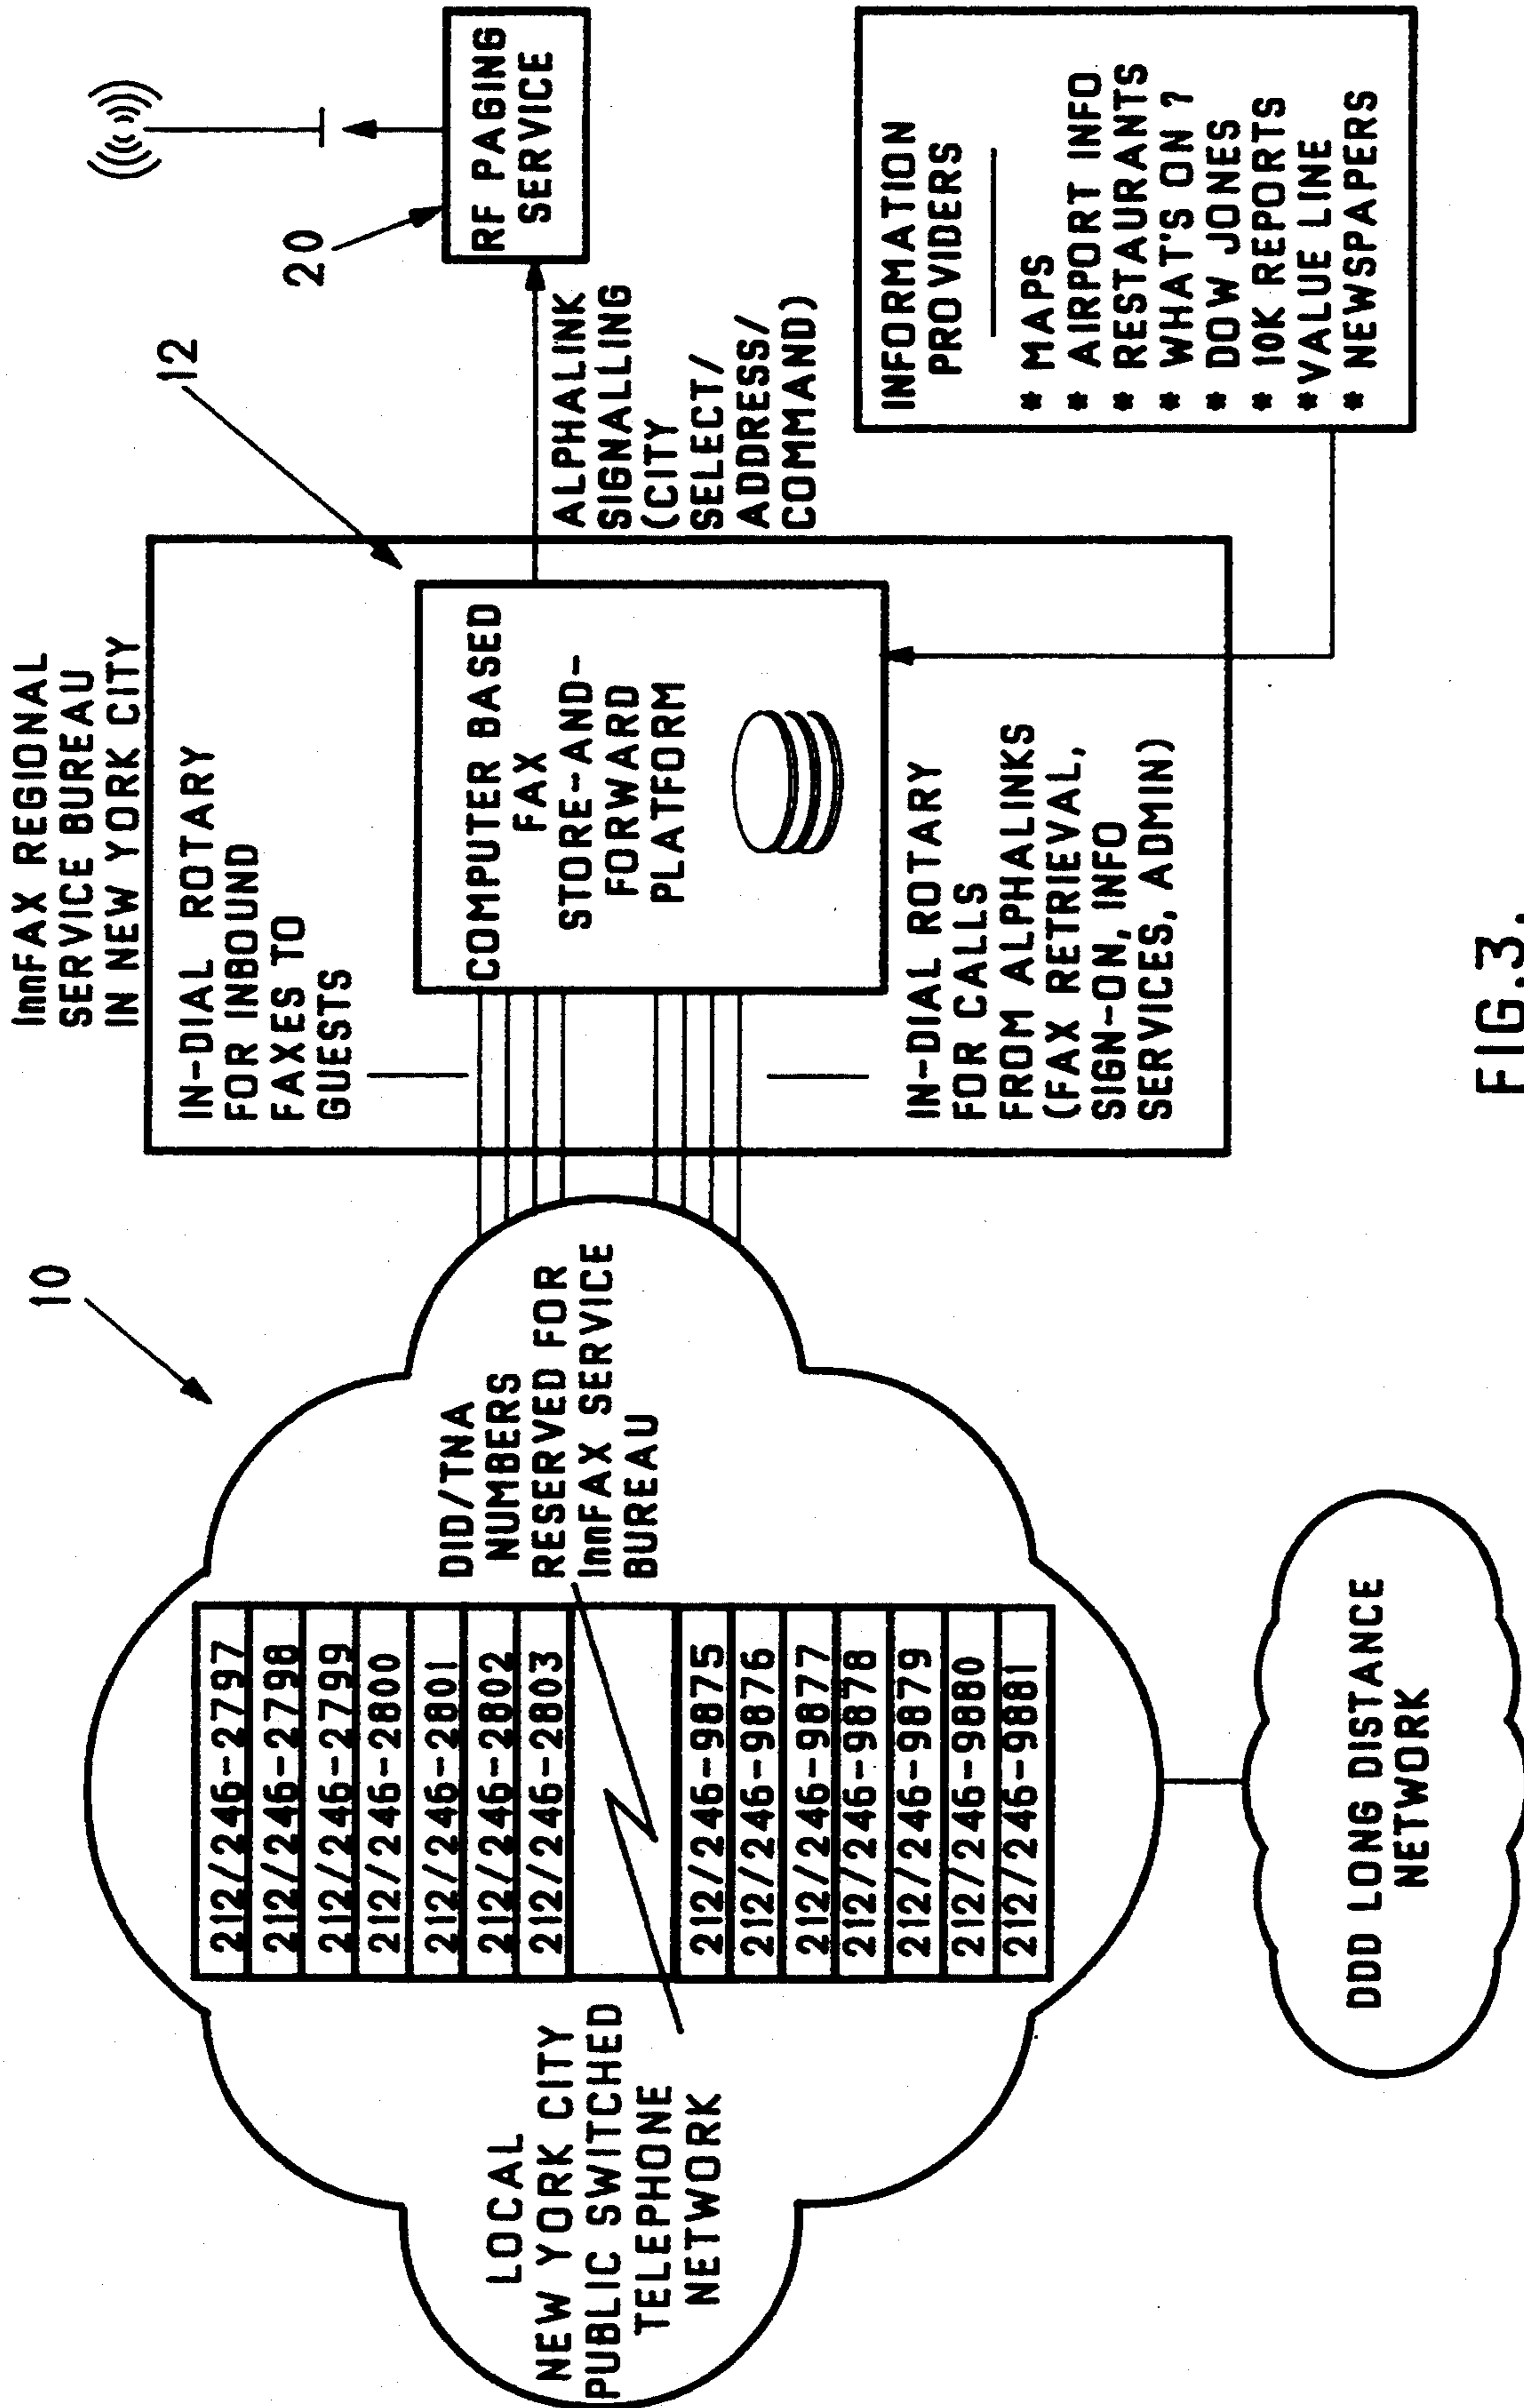 10
LOCAL
NEW YORK CITY
PUBLIC SWITCHED
TELEPHONE
NETWORK
212/246-2797
212/246-2798
212/246-2799
212/246-2800
212/246-2801
212/246-2802
212/246-2803
212/246-9875
212/246-9876
212/246-9877
212/246-9878
212/246-9879
212/246-9880
212/246-9881
DID/TNA
NUMBERS
RESERVED FOR
InnFAX SERVICE
BUREAU
DDD LONG DISTANCE
NETWORK
InnFAX REGIONAL
SERVICE BUREAU
IN NEW YORK CITY
IN-DIAL ROTARY
FOR INBOUND
FAXES TO
GUESTS
12
COMPUTER BASED
FAX
STORE-AND-
FORWARD
PLATFORM
IN-DIAL ROTARY
FOR CALLS
FROM ALPHALINKS
(FAX RETRIEVAL,
SIGN-ON, INFO
SERVICES, ADMIN)
ALPHALINK
SIGNALLING
(CITY
SELECT/
ADDRESS/
COMMAND)
20
RF PAGING
SERVICE
INFORMATION
PROVIDERS
* MAPS
* AIRPORT INFO
* RESTAURANTS
* WHAT'S ON ?
* DOW JONES
* 10K REPORTS
* VALUE LINE
* NEWSPAPERS
FIG.3.